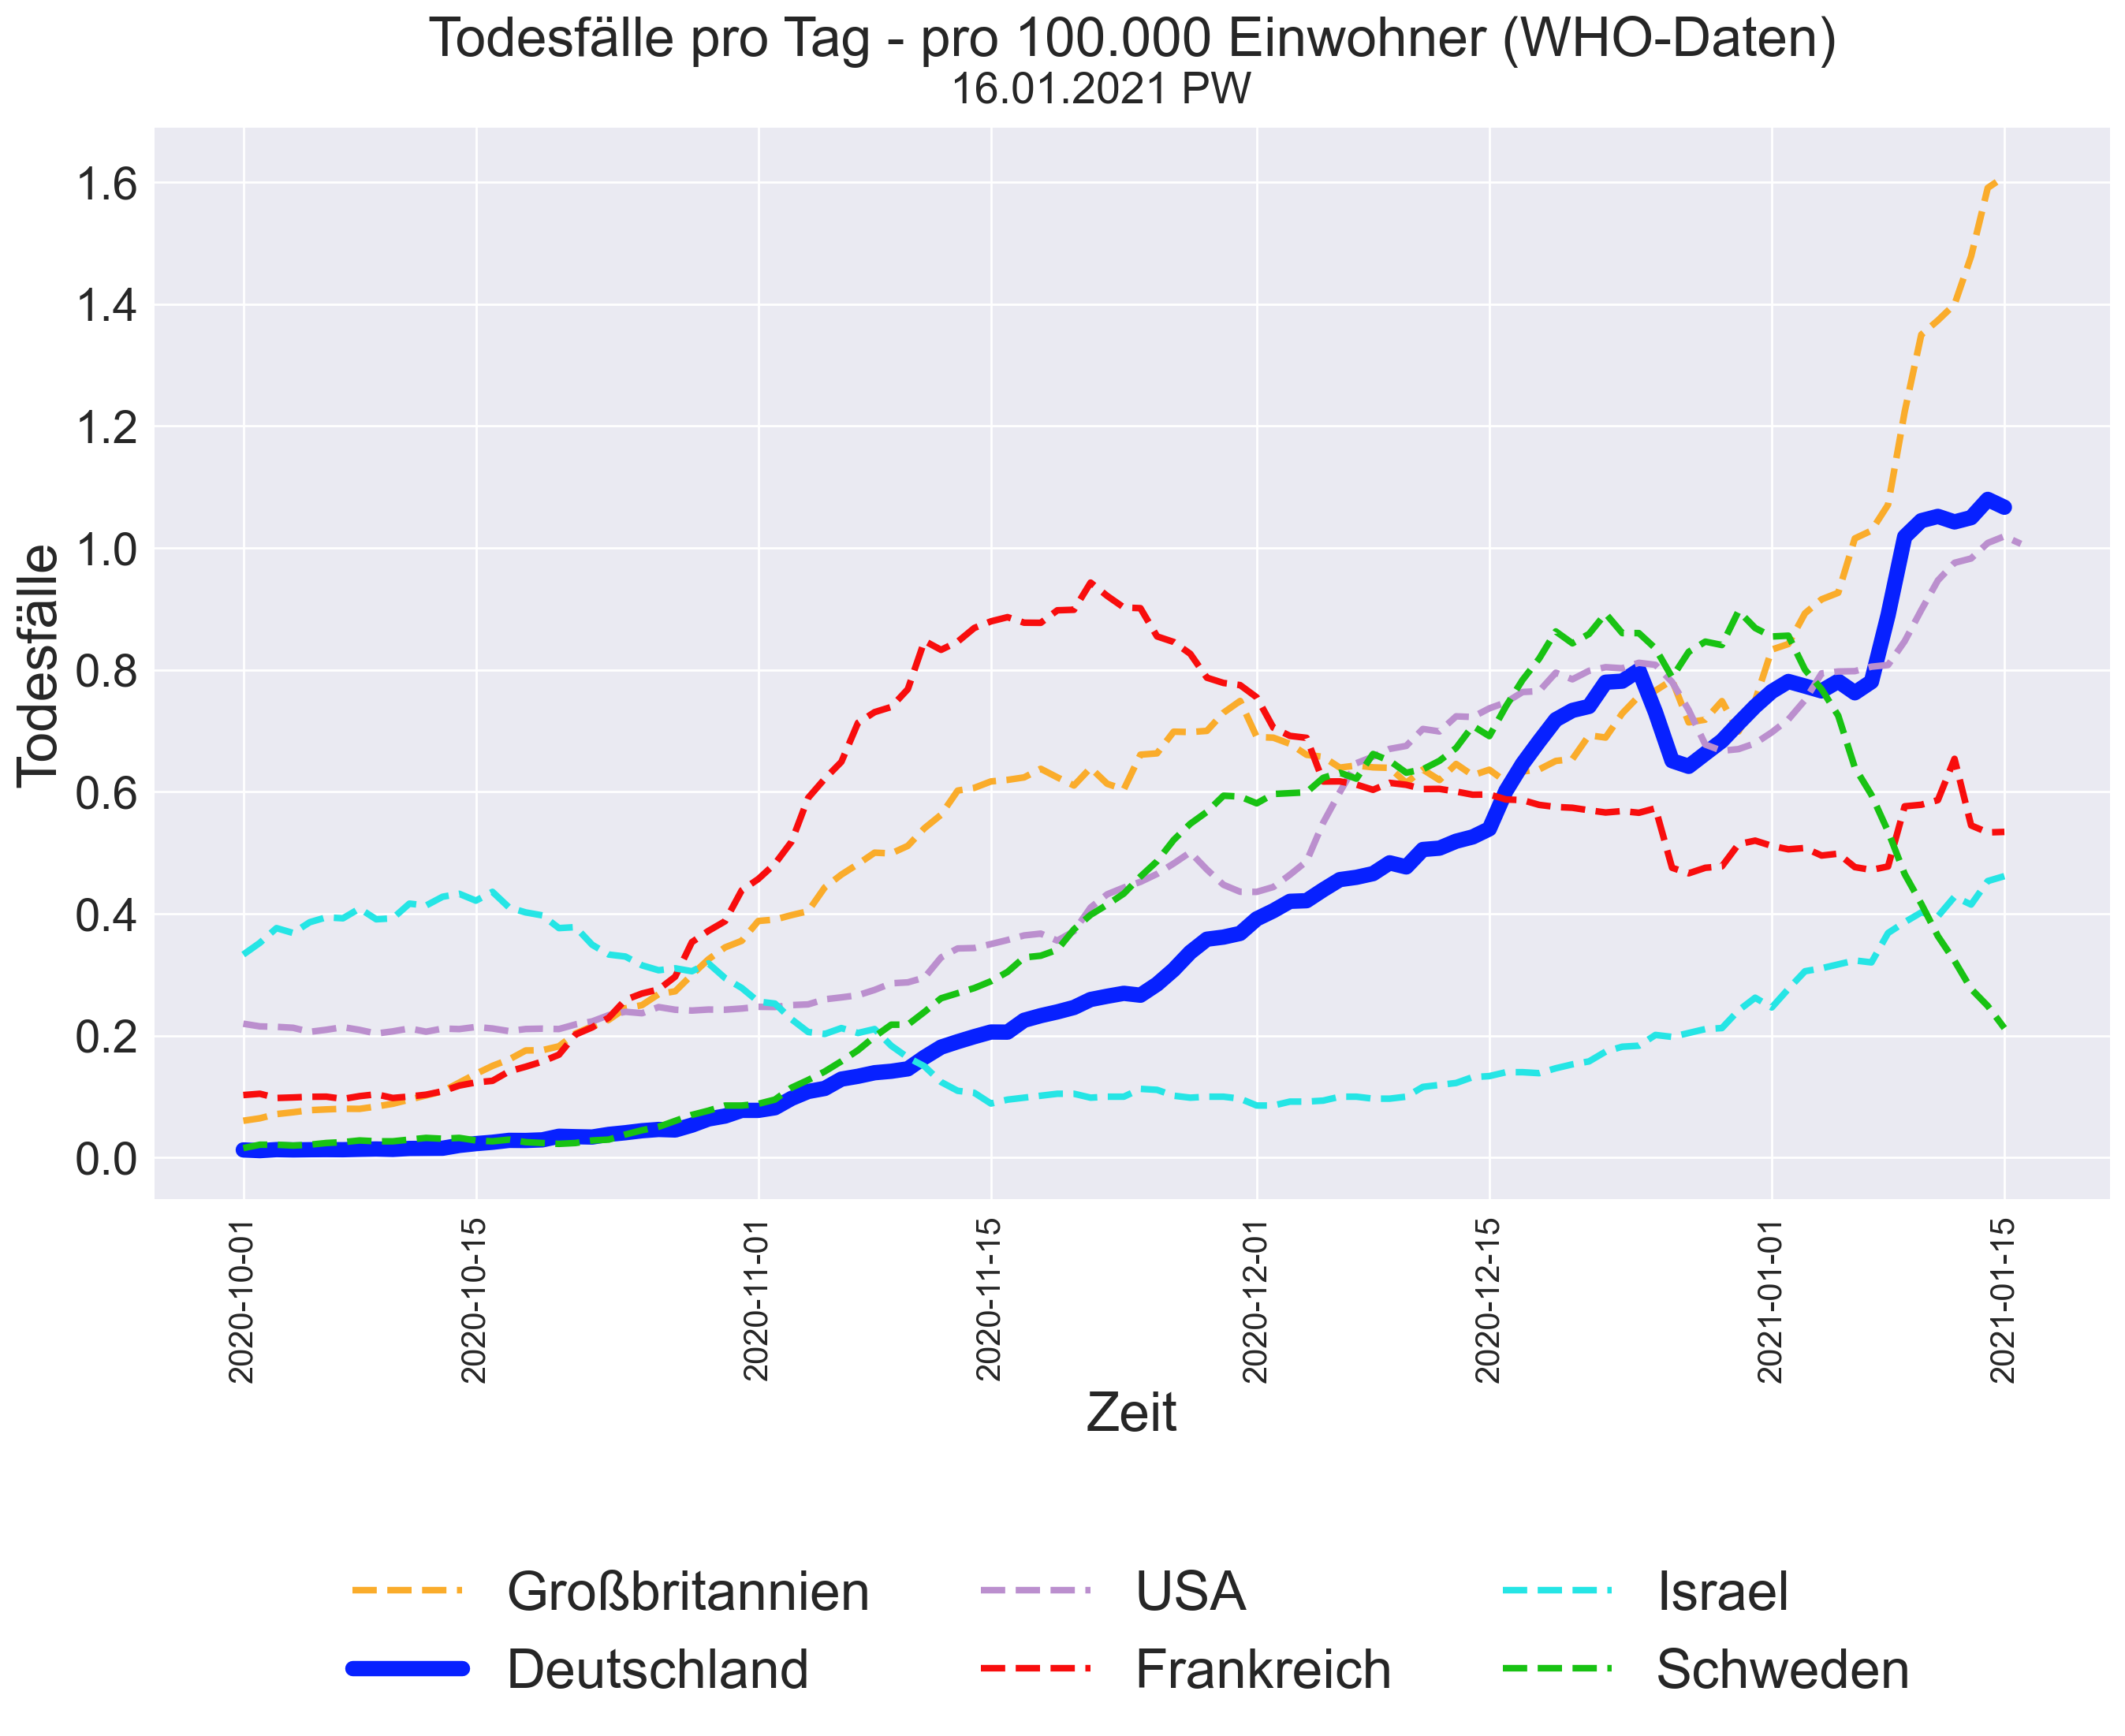 Todesfälle pro Tag - pro 100.000 Einwohner (WHO-Daten)
16.01.2021 PW
Todesfälle
1.6
1.4
1.2
1.0
0.8
0.6
0.4
0.2
0.0
2020-10-01
2020-10-15
2020-11-01
2020-11-15
2020-12-01
2020-12-15
2021-01-01
2021-01-15
Zeit
Großbritannien
USA
Israel
Deutschland
Frankreich
Schweden